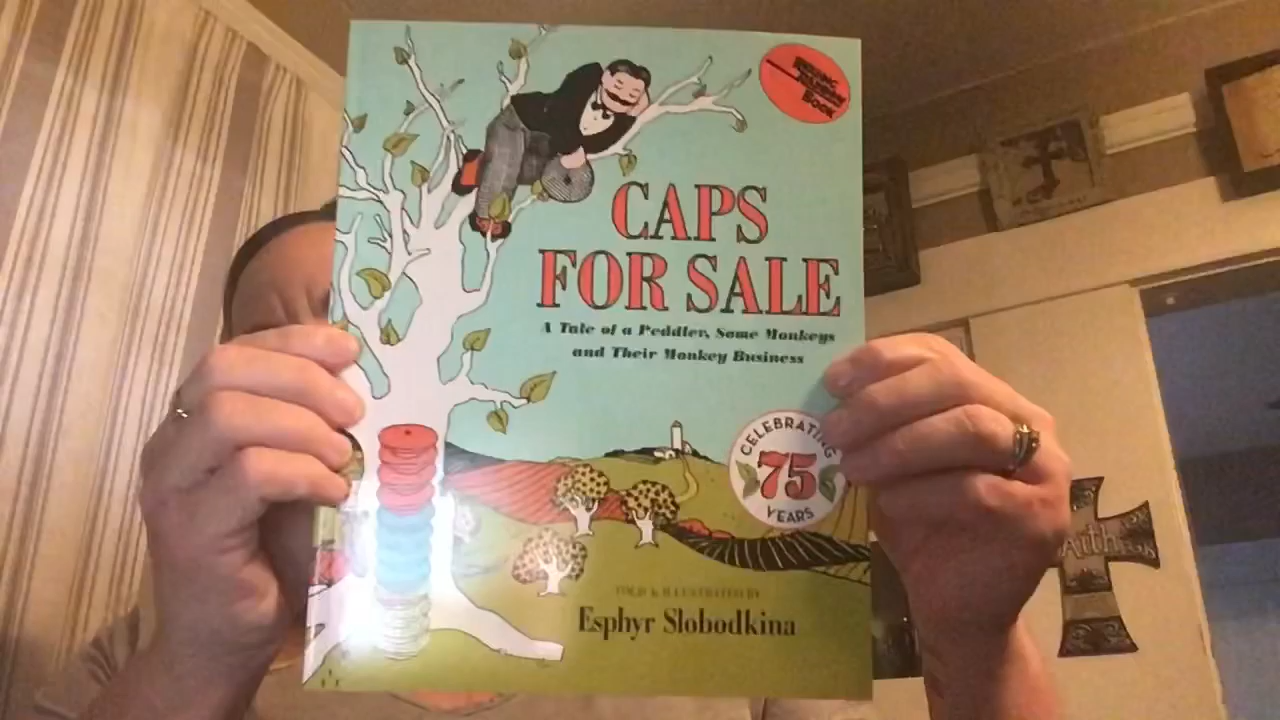 READING
RAINBOW
BOOK
CAPS
FOR SALE
A Tale of a Peddler, Some Monkeys
and Their Monkey Business
CELEBRATING
75
YEARS
TOLD & ILLUSTRATED BY
Esphyr Slobodkina
Faith